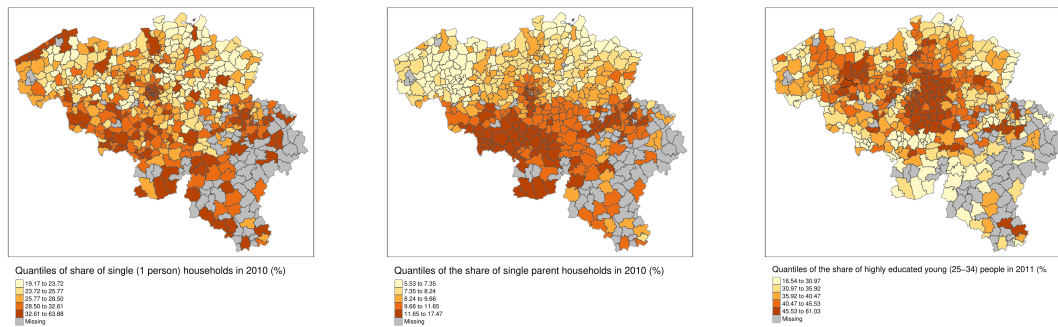 Quantiles of share of single (1 person) households in 2010 (%)
19.17 to 23.72
23.72 to 25.77
25.77 to 28.50
28.50 to 32.61
32.61 to 63.88
Missing
Quantiles of the share of single parent households in 2010 (%)
5.53 to 7.35
7.35 to 8.24
8.24 to 9.66
9.66 to 11.65
11.65 to 17.47
Missing
Quantiles of the share of highly educated young (25−34) people in 2011 (%
16.54 to 30.97
30.97 to 35.92
35.92 to 40.47
40.47 to 45.53
45.53 to 61.03
Missing